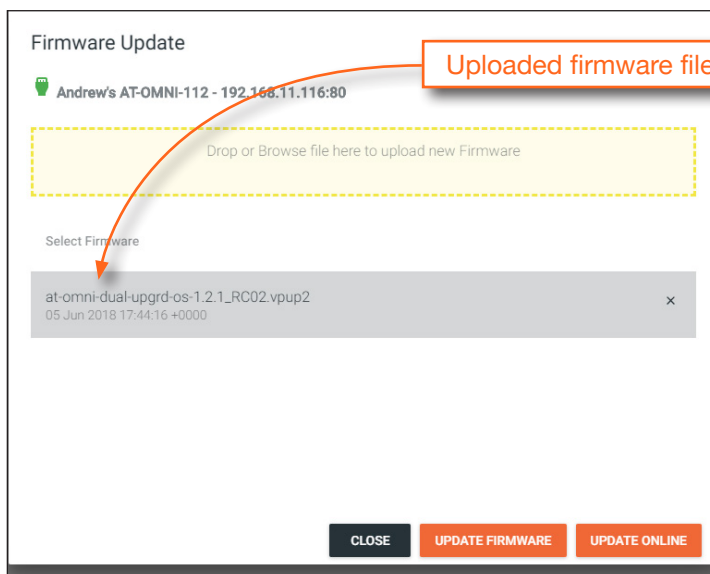 Firmware Update
Uploaded firmware file
Andrew's AT-OMNI-112 - 192.168.11.116:80
Drop or Browse file here to upload new Firmware
Select Firmware
at-omni-dual-upgrd-os-1.2.1_RC02.vpup2
×
05 Jun 2018 17:44:16 +0000
CLOSE
UPDATE FIRMWARE
UPDATE ONLINE